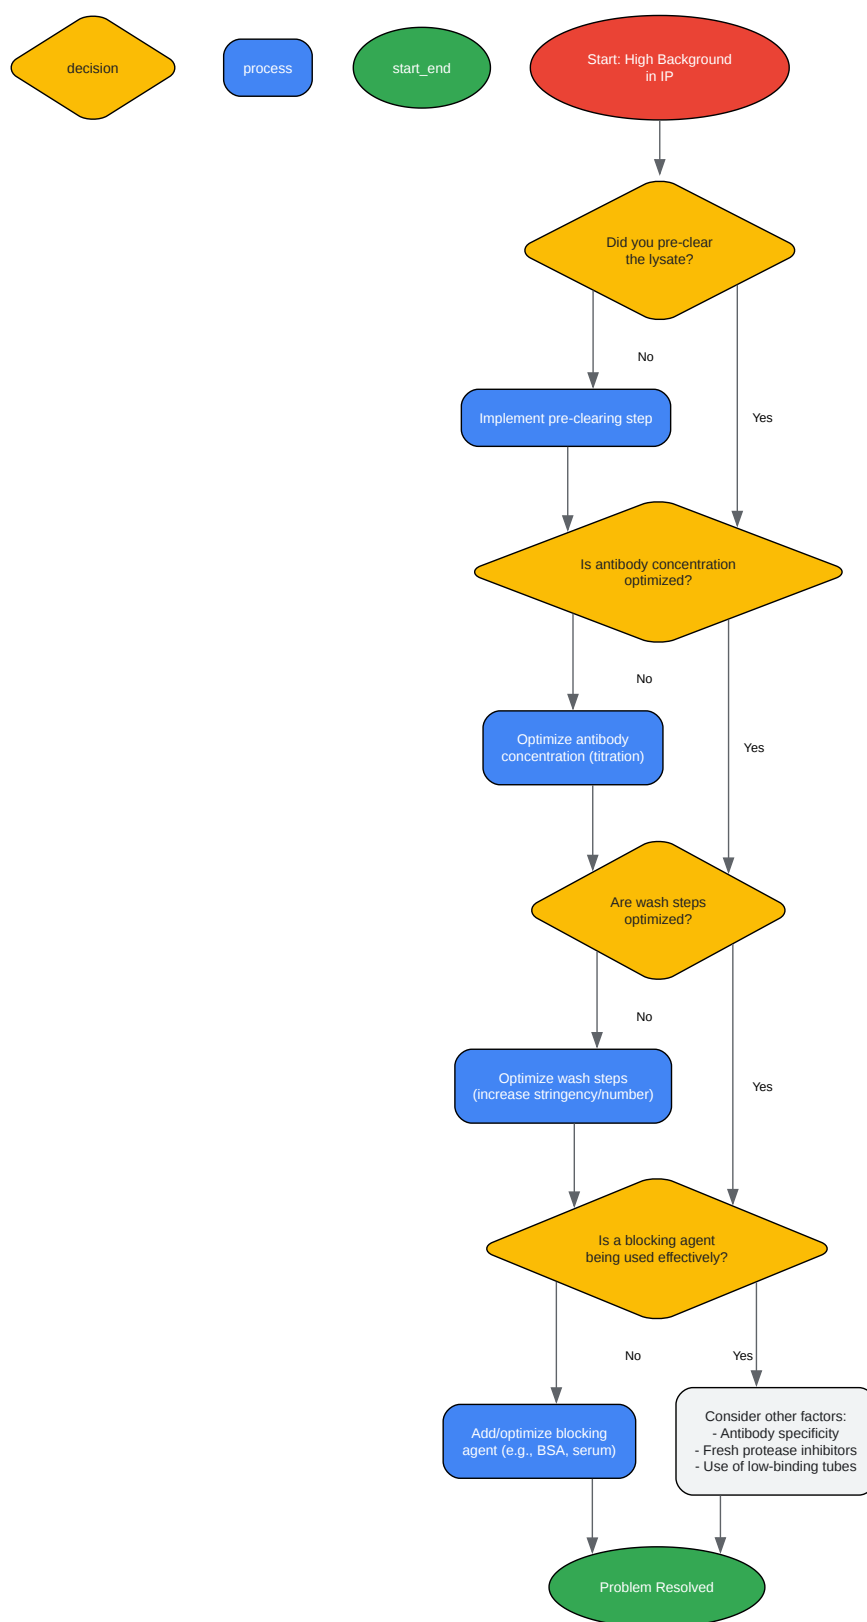 decision
process
start_end
Start: High Background
in IP
Did you pre-clear
the lysate?
No
Implement pre-clearing step
Yes
Is antibody concentration
optimized?
No
Optimize antibody
concentration (titration)
Yes
Are wash steps
optimized?
No
Optimize wash steps
(increase stringency/number)
Yes
Is a blocking agent
being used effectively?
No
Yes
Add/optimize blocking
agent (e.g., BSA, serum)
Consider other factors:
- Antibody specificity
- Fresh protease inhibitors
- Use of low-binding tubes
Problem Resolved